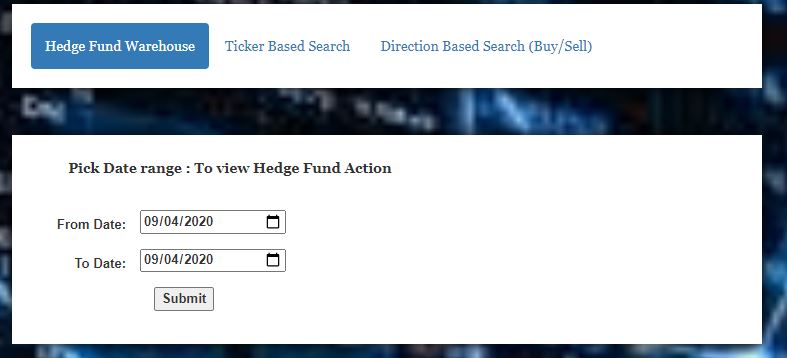 Hedge Fund Warehouse Ticker Based Search Direction Based Search (Buy/Sell)
Pick Date range : To view Hedge Fund Action
From Date: 09/04/2020
To Date: 09/04/2020
Submit